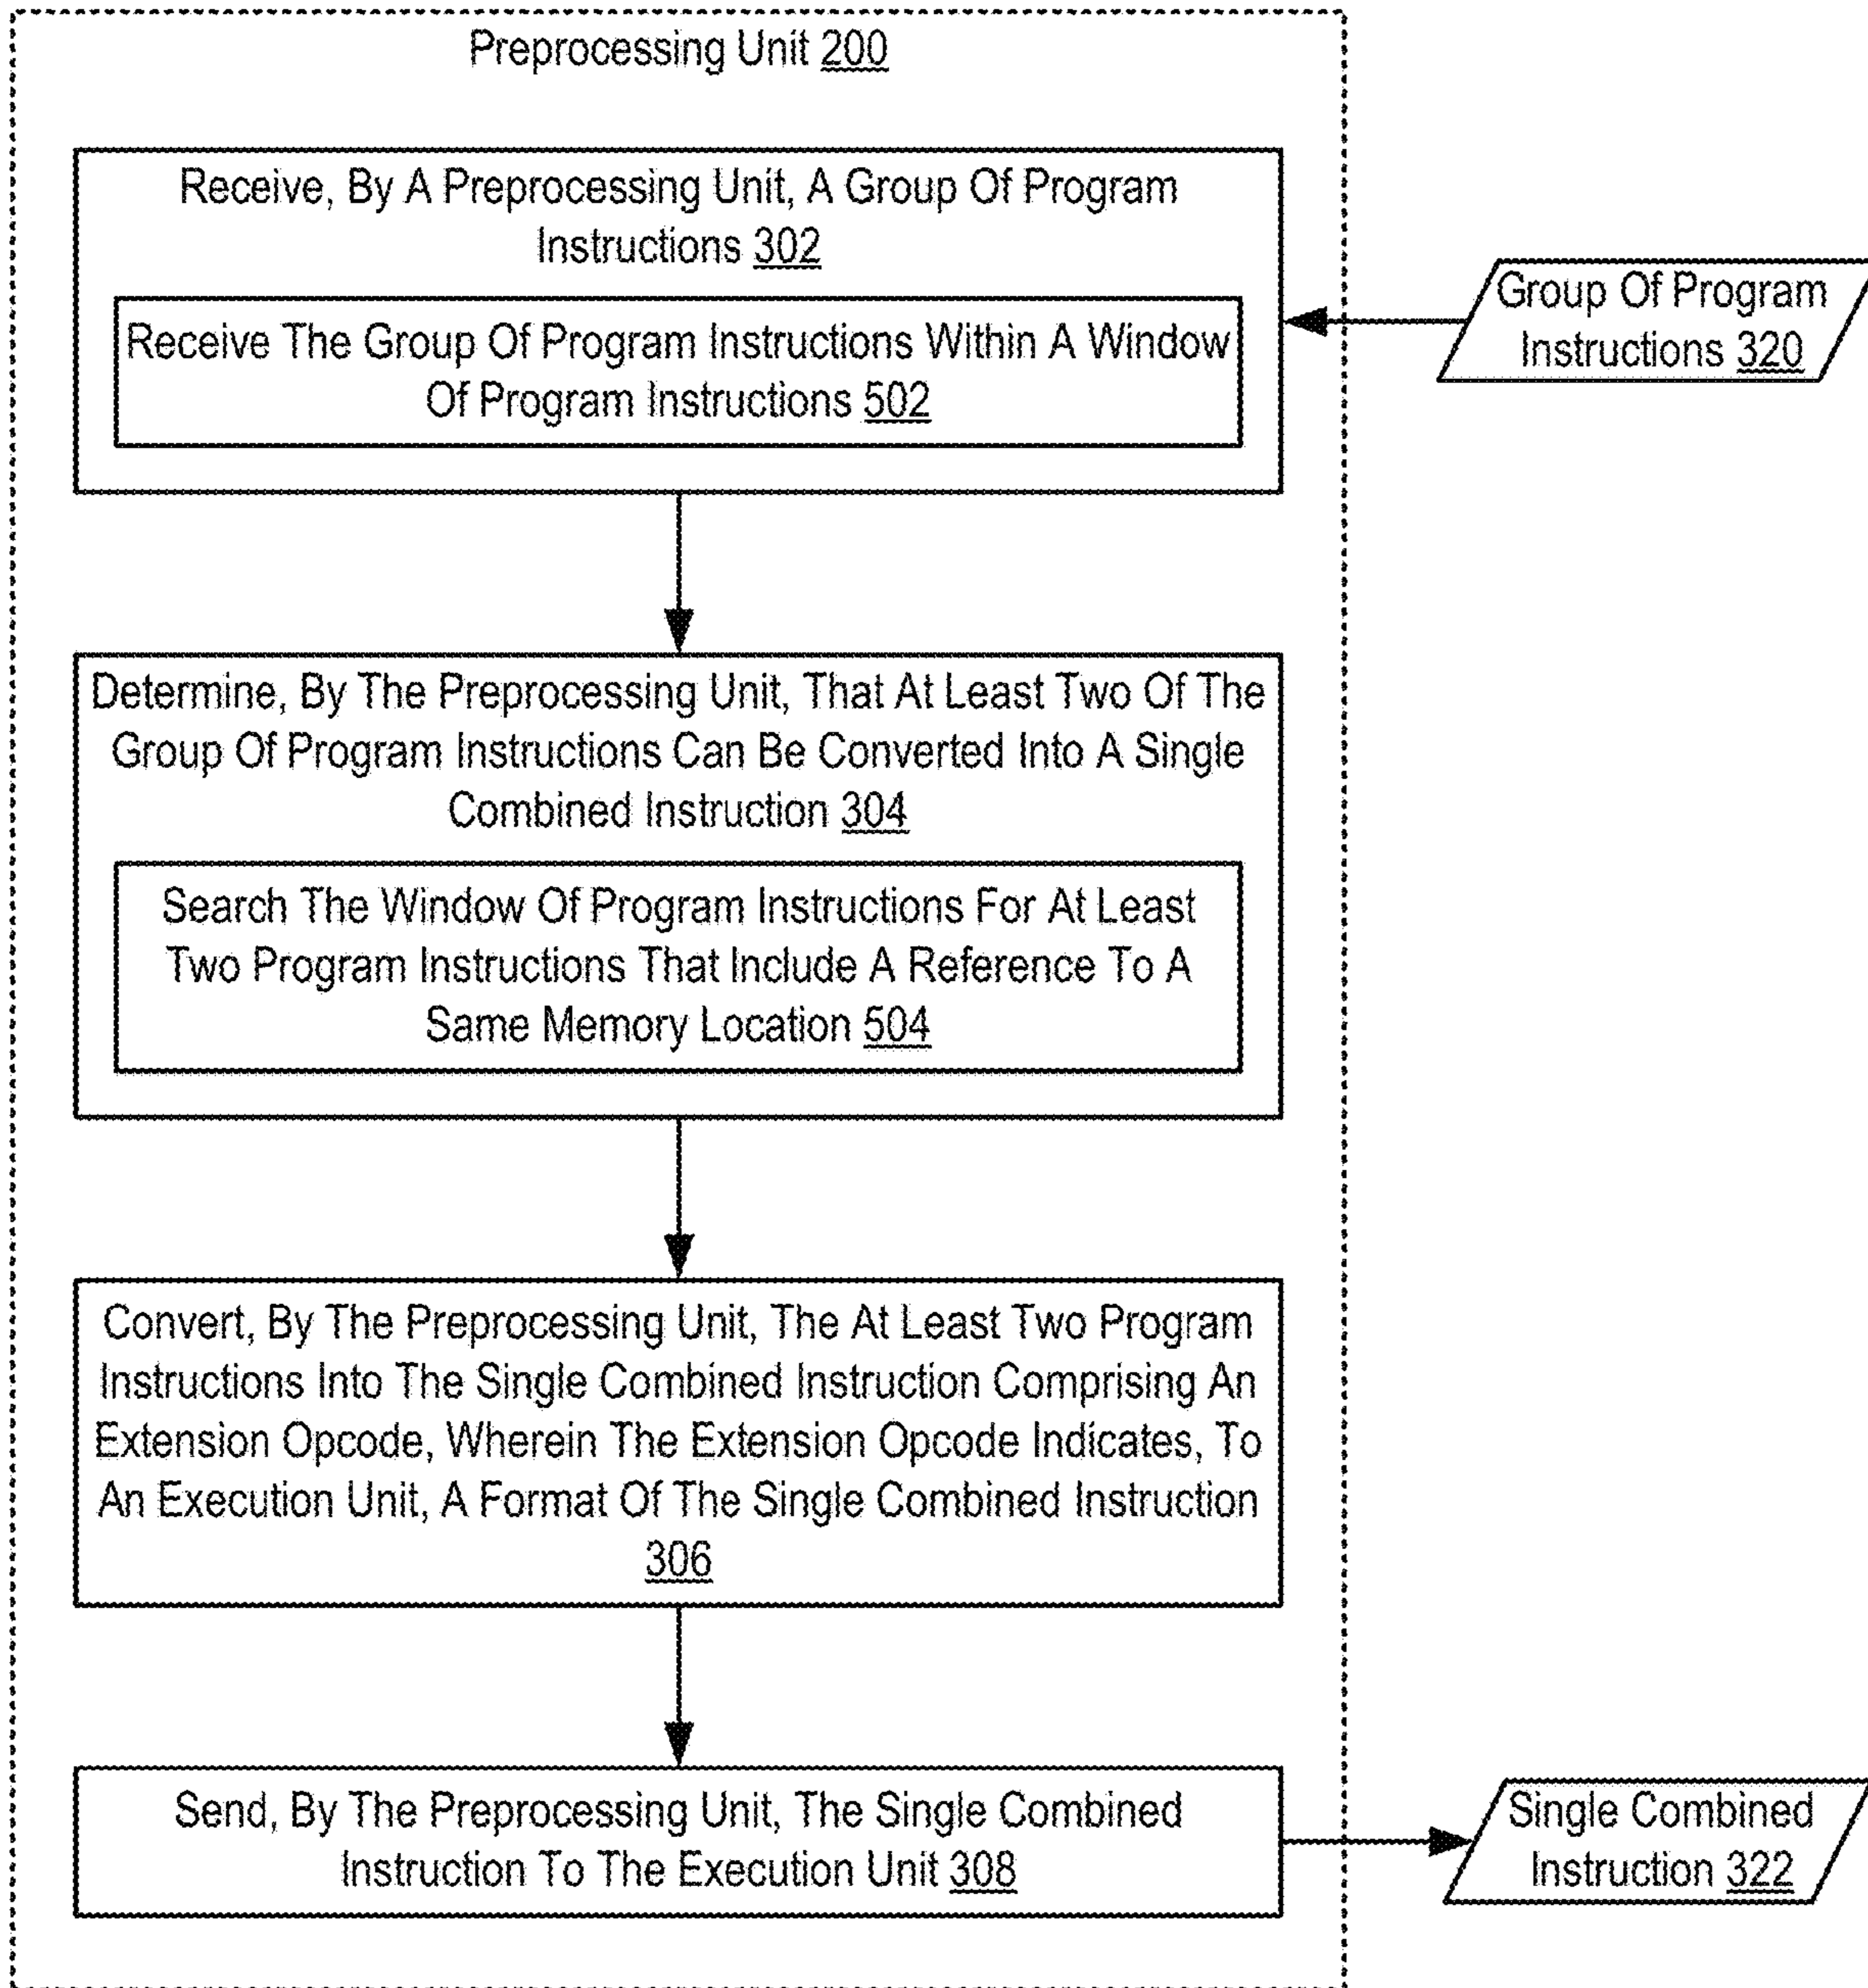 Preprocessing Unit 200
Receive, By A Preprocessing Unit, A Group Of Program
Instructions 302
Receive The Group Of Program Instructions Within A Window
Of Program Instructions 502
Group Of Program
Instructions 320
Determine, By The Preprocessing Unit, That At Least Two Of The
Group Of Program Instructions Can Be Converted Into A Single
Combined Instruction 304
Search The Window Of Program Instructions For At Least
Two Program Instructions That Include A Reference To A
Same Memory Location 504
Convert, By The Preprocessing Unit, The At Least Two Program
Instructions Into The Single Combined Instruction Comprising An
Extension Opcode, Wherein The Extension Opcode Indicates, To
An Execution Unit, A Format Of The Single Combined Instruction
306
Send, By The Preprocessing Unit, The Single Combined
Instruction To The Execution Unit 308
Single Combined
Instruction 322